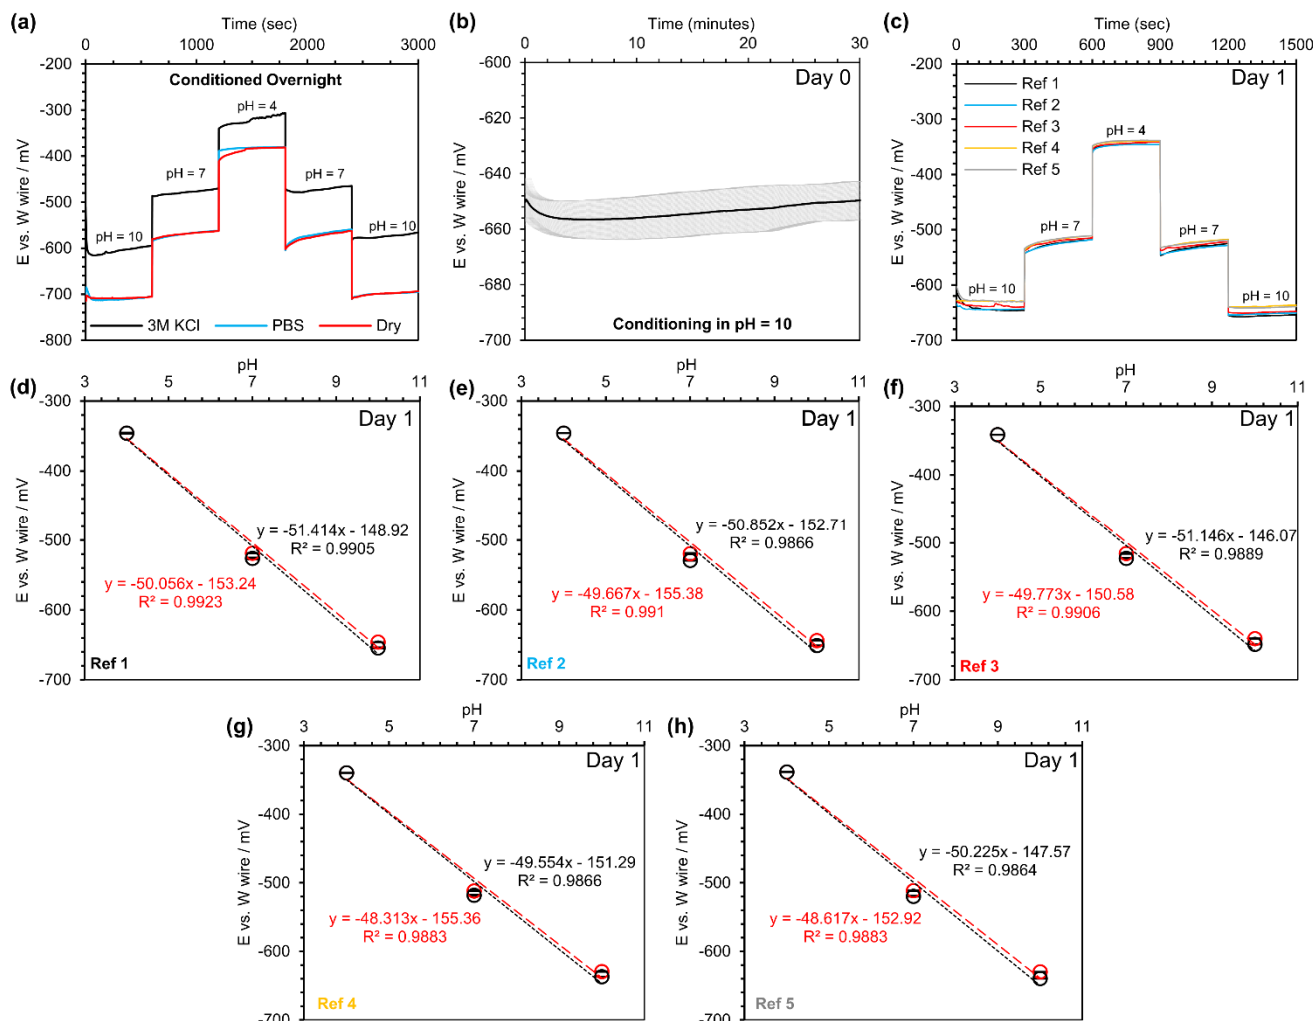 (a)
Time (sec)
0 1000 2000 3000
-200
-300
-400
-500
-600
-700
-800
E vs. W wire / mV
Conditioned Overnight
pH = 4
pH = 7
pH = 7
pH = 10
pH = 10
3M KCl PBS Dry
(b)
Time (minutes)
0 10 20 30
-600
-620
-640
-660
-680
-700
E vs. W wire / mV
Day 0
Conditioning in pH = 10
(c)
Time (sec)
0 300 600 900 1200 1500
-200
-300
-400
-500
-600
-700
E vs. W wire / mV
Day 1
Ref 1
Ref 2
Ref 3
Ref 4
Ref 5
pH = 4
pH = 7
pH = 7
pH = 10
pH = 10
(d)
pH
3 5 7 9 11
-300
-400
-500
-600
-700
E vs. W wire / mV
Day 1
y = -51.414x - 148.92
R² = 0.9905
y = -50.056x - 153.24
R² = 0.9923
Ref 1
(e)
pH
3 5 7 9 11
-300
-400
-500
-600
-700
E vs. W wire / mV
Day 1
y = -50.852x - 152.71
R² = 0.9866
y = -49.667x - 155.38
R² = 0.991
Ref 2
(f)
pH
3 5 7 9 11
-300
-400
-500
-600
-700
E vs. W wire / mV
Day 1
y = -51.146x - 146.07
R² = 0.9889
y = -49.773x - 150.58
R² = 0.9906
Ref 3
(g)
pH
3 5 7 9 11
-300
-400
-500
-600
-700
E vs. W wire / mV
Day 1
y = -49.554x - 151.29
R² = 0.9866
y = -48.313x - 155.36
R² = 0.9883
Ref 4
(h)
pH
3 5 7 9 11
-300
-400
-500
-600
-700
E vs. W wire / mV
Day 1
y = -50.225x - 147.57
R² = 0.9864
y = -48.617x - 152.92
R² = 0.9883
Ref 5